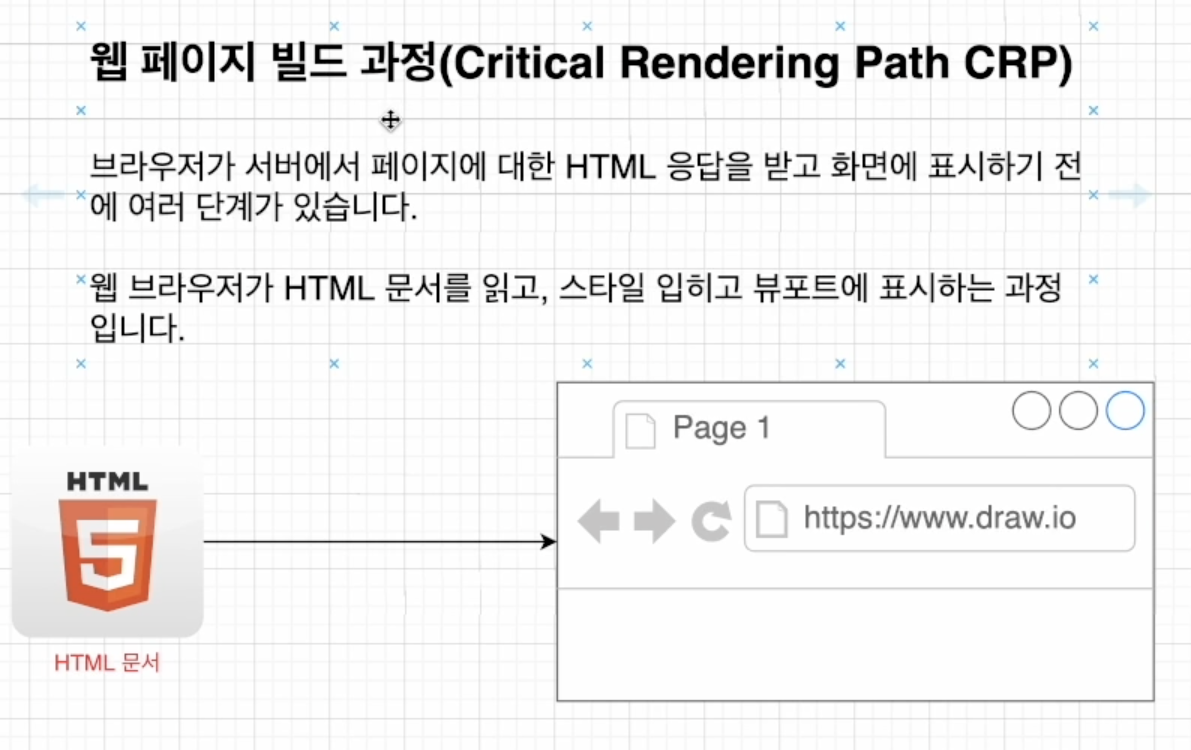 웹 페이지 빌드 과정(Critical Rendering Path CRP)
브라우저가 서버에서 페이지에 대한 HTML 응답을 받고 화면에 표시하기 전
에 여러 단계가 있습니다.
웹 브라우저가 HTML 문서를 읽고, 스타일 입히고 뷰포트에 표시하는 과정
입니다.
Page 1
https://www.draw.io
HTML
5
HTML 문서